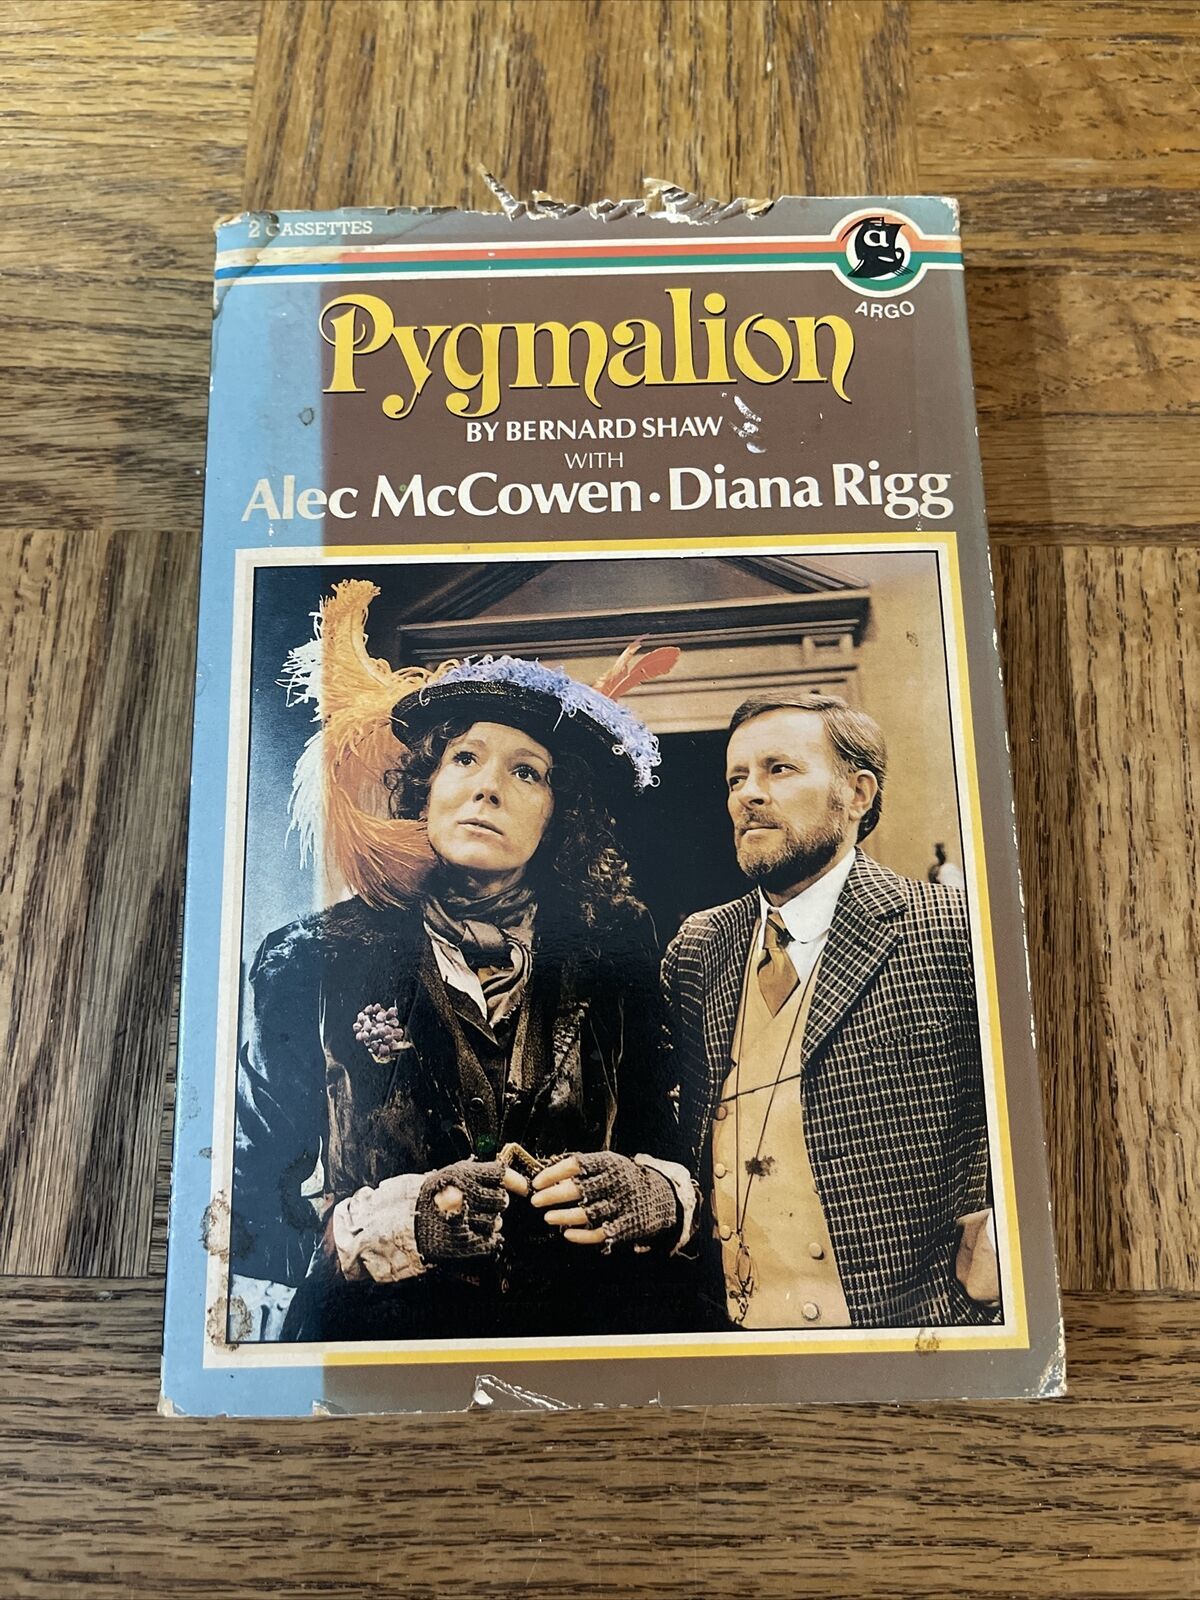 2 CASSETTES
a
ARGO
Pygmalion
BY BERNARD SHAW
WITH
Alec McCowen · Diana Rigg